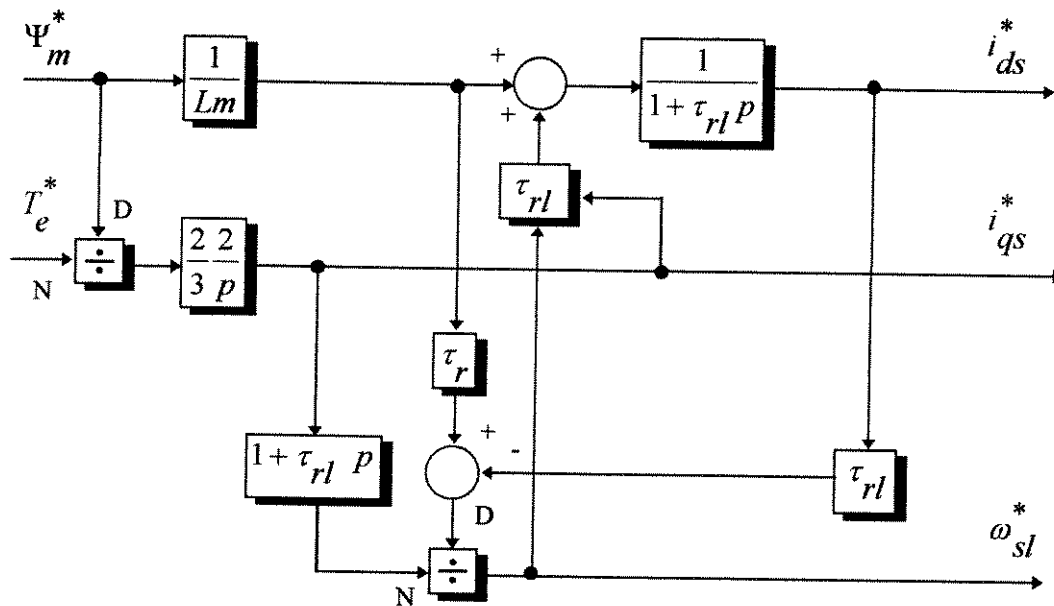 Ψ*m
1/Lm
+
+
1/(1 + τrl p)
i*ds
T*e
D
N
÷
2/3 2/p
τrl
i*qs
τr
1 + τrl p
+
-
τrl
D
N
÷
ω*sl